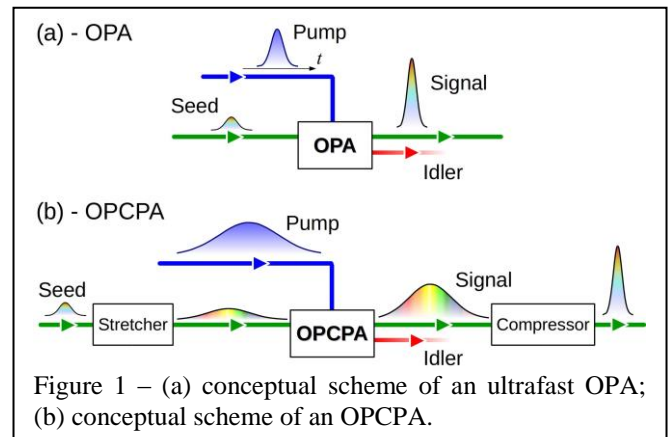 (a) - OPA
Pump
t
Seed
Signal
OPA
Idler
(b) - OPCPA
Pump
Seed
Signal
Stretcher
OPCPA
Compressor
Idler
Figure 1 – (a) conceptual scheme of an ultrafast OPA;
(b) conceptual scheme of an OPCPA.